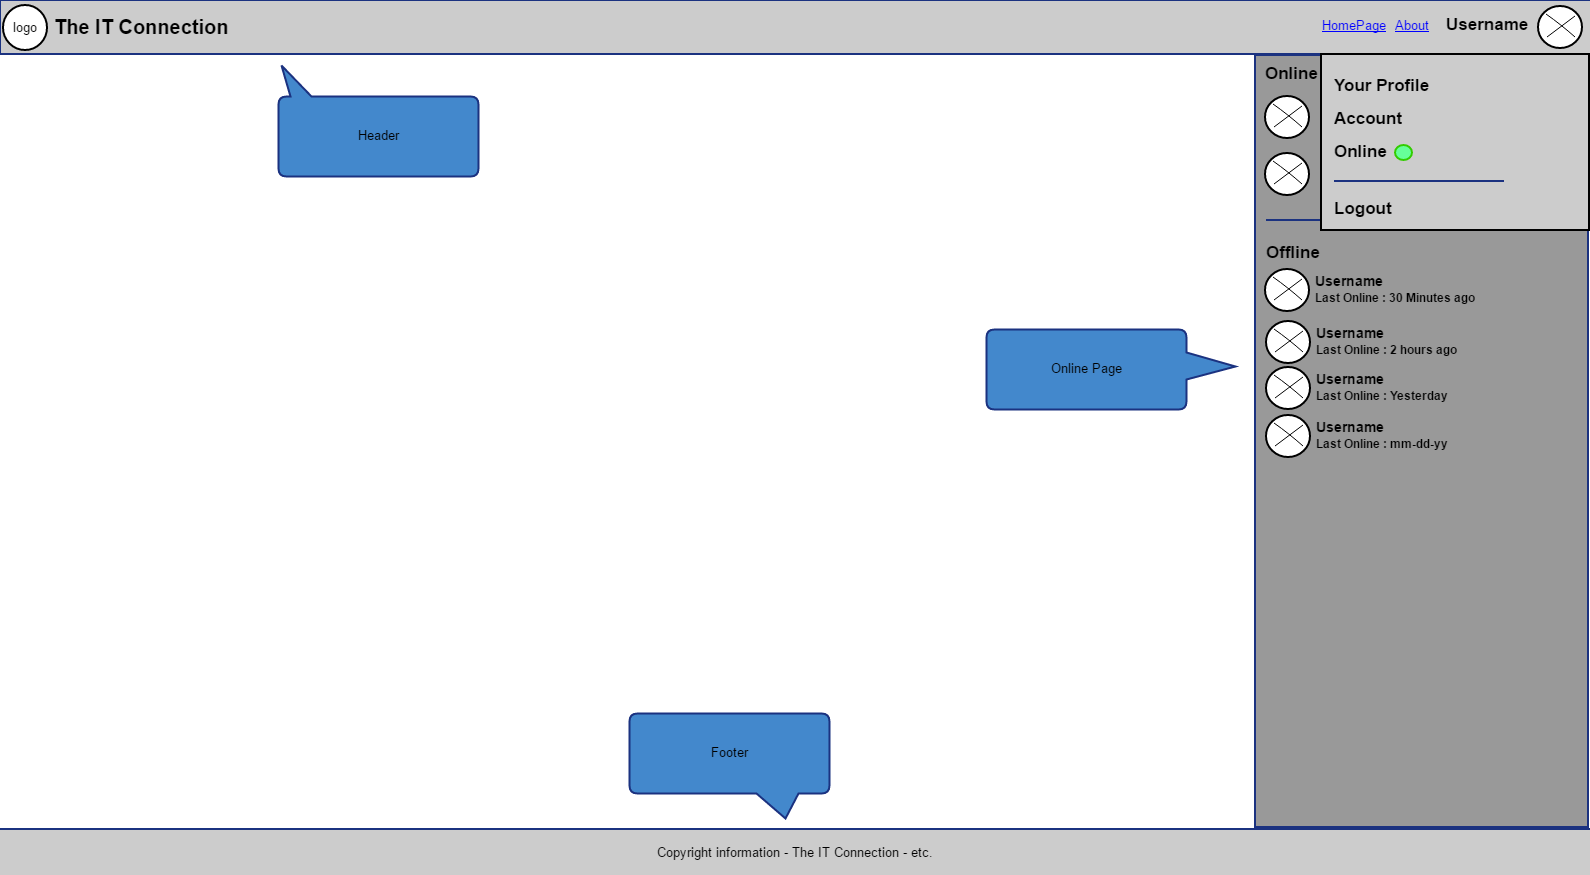 logo
The IT Connection
HomePage About Username
Header
Online
Your Profile
Account
Online
Logout
Offline
Username
Last Online : 30 Minutes ago
Username
Last Online : 2 hours ago
Username
Last Online : Yesterday
Username
Last Online : mm-dd-yy
Online Page
Footer
Copyright information - The IT Connection - etc.